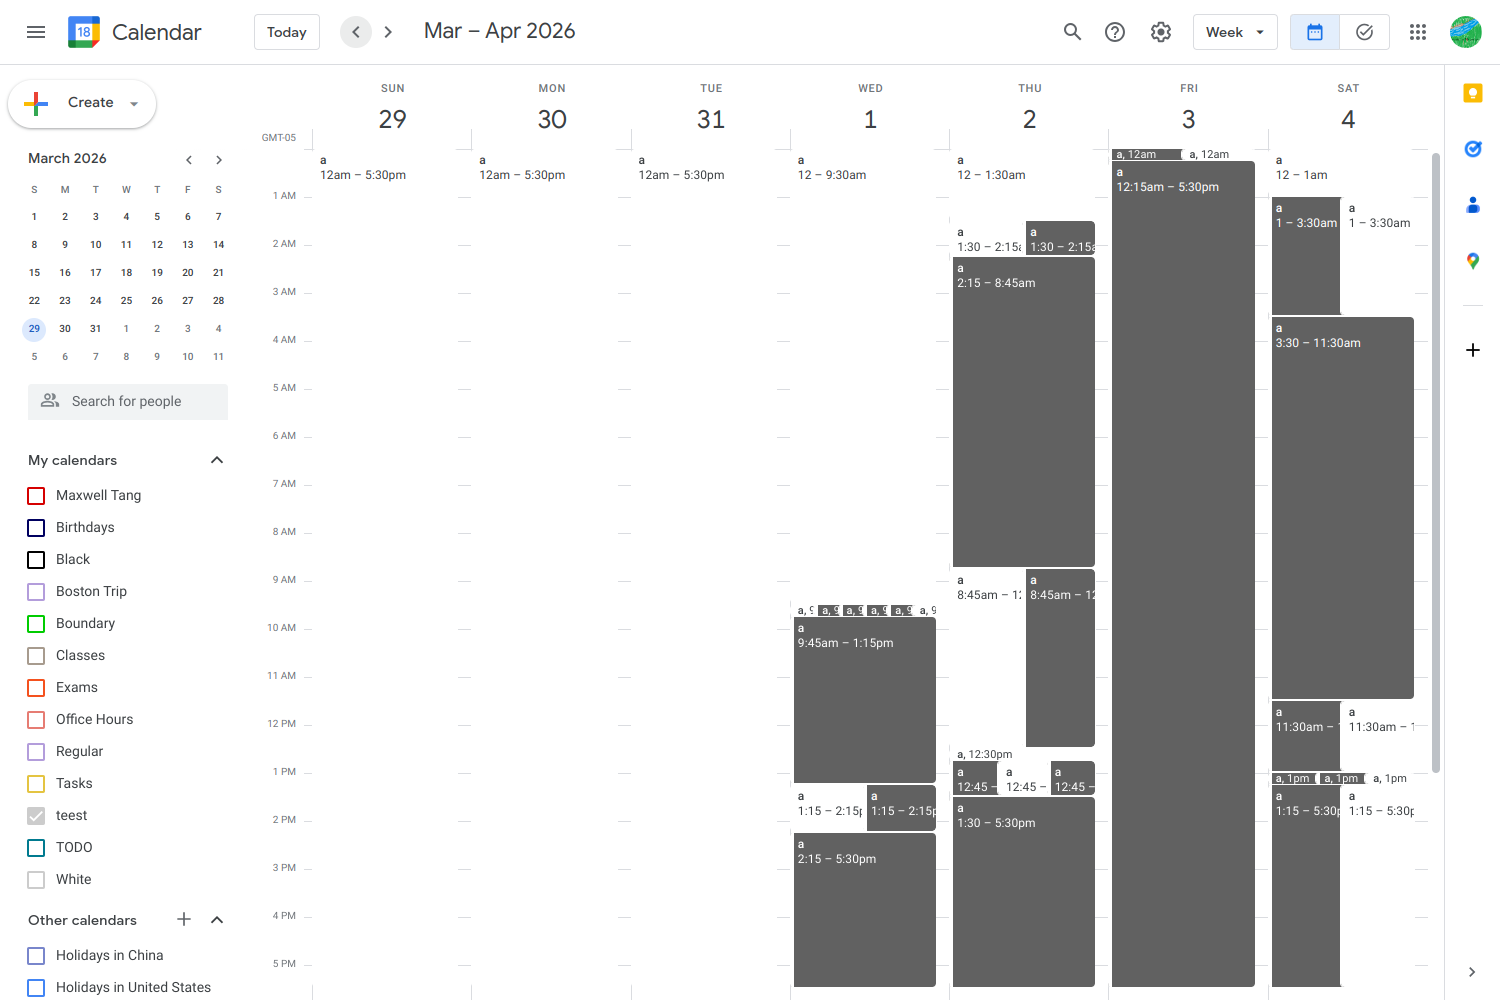 18 Calendar Today Mar – Apr 2026 Week
Create
March 2026
S M T W T F S
1 2 3 4 5 6 7
8 9 10 11 12 13 14
15 16 17 18 19 20 21
22 23 24 25 26 27 28
29 30 31 1 2 3 4
5 6 7 8 9 10 11
Search for people
My calendars
Maxwell Tang
Birthdays
Black
Boston Trip
Boundary
Classes
Exams
Office Hours
Regular
Tasks
teest
TODO
White
Other calendars
Holidays in China
Holidays in United States
SUN MON TUE WED THU FRI SAT
29 30 31 1 2 3 4
GMT-05
1 AM
2 AM
3 AM
4 AM
5 AM
6 AM
7 AM
8 AM
9 AM
10 AM
11 AM
12 PM
1 PM
2 PM
3 PM
4 PM
5 PM
a
12am – 5:30pm
a
12am – 5:30pm
a
12am – 5:30pm
a
12 – 9:30am
a, 9 a, 9 a, 9 a, 9 a, 9 a, 9
a
9:45am – 1:15pm
a
1:15 – 2:15p
a
1:15 – 2:15p
a
2:15 – 5:30pm
a
12 – 1:30am
a
1:30 – 2:15a
a
1:30 – 2:15a
a
2:15 – 8:45am
a
8:45am – 12
a
8:45am – 12
a, 12:30pm
a
12:45 –
a
12:45 –
a
12:45 –
a
1:30 – 5:30pm
a, 12am a, 12am
a
12:15am – 5:30pm
a
12 – 1am
a
1 – 3:30am
a
1 – 3:30am
a
3:30 – 11:30am
a
11:30am –
a
11:30am – 1
a, 1pm a, 1pm a, 1pm
a
1:15 – 5:30p
a
1:15 – 5:30p